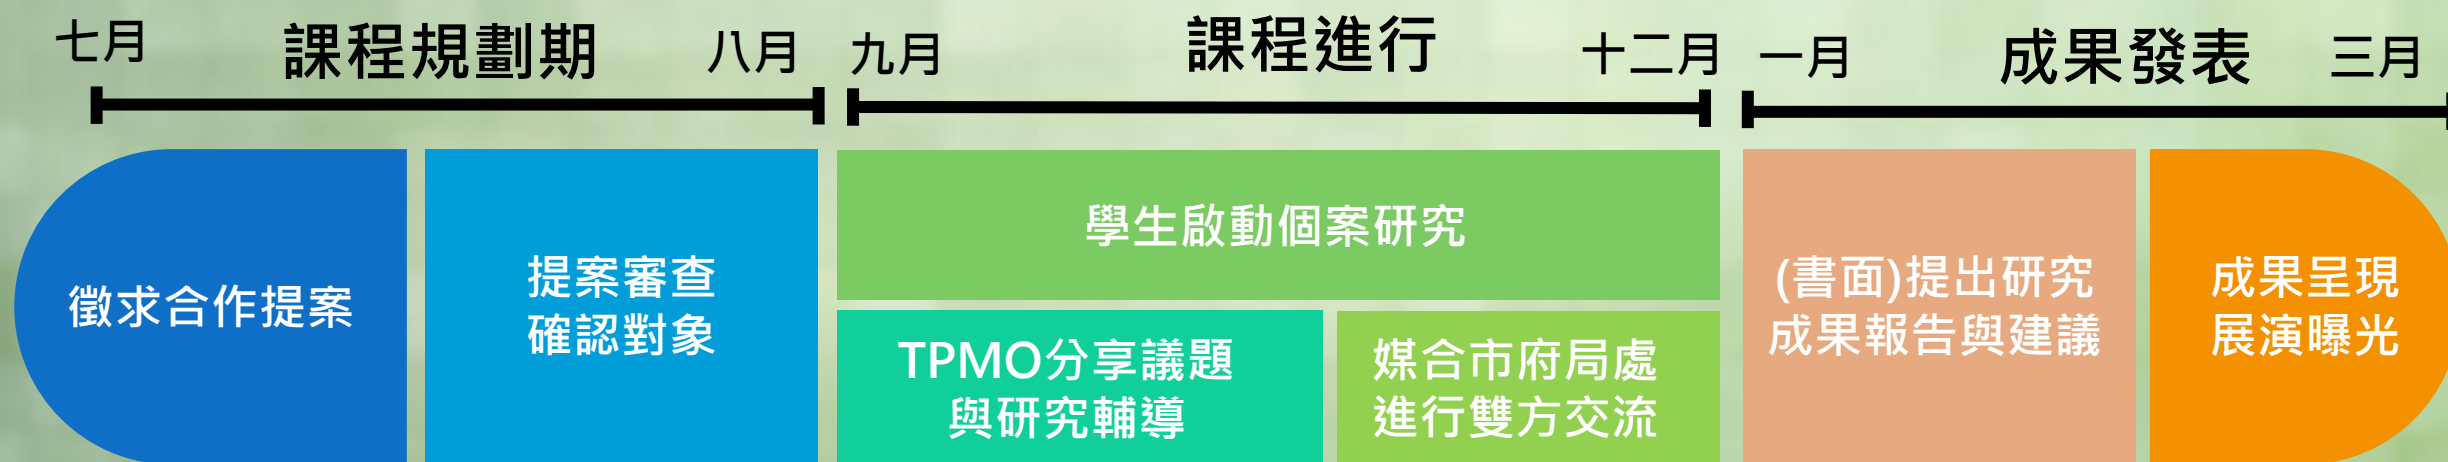 七月
課程規劃期
八月
九月
課程進行
十二月
一月
成果發表
三月
徵求合作提案
提案審查
確認對象
學生啟動個案研究
TPMO分享議題
與研究輔導
媒合市府局處
進行雙方交流
(書面)提出研究
成果報告與建議
成果呈現
展演曝光